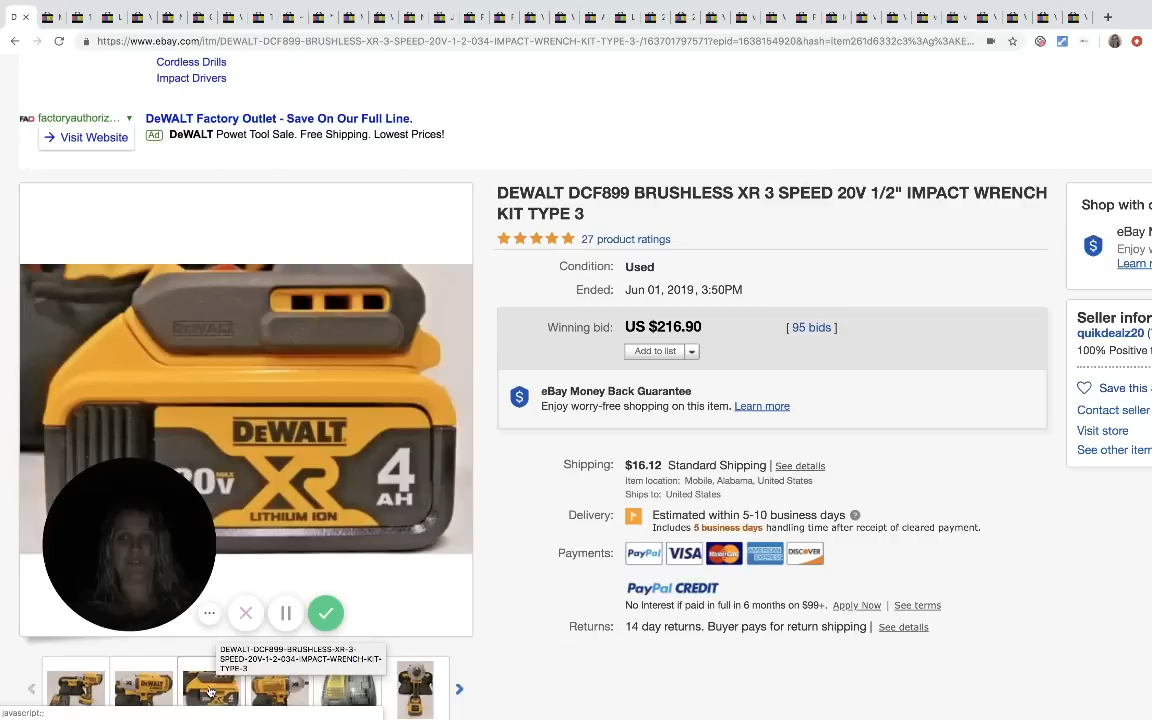 https://www.ebay.com/itm/DEWALT-DCF899-BRUSHLESS-XR-3-SPEED-20V-1-2-034-IMPACT-WRENCH-KIT-TYPE-3-/163701797571?epid=1638154920&hash=item261d6332c3%3Ag%3AKE...
Cordless Drills
Impact Drivers
FAO factoryauthoriz... ▼
DeWALT Factory Outlet - Save On Our Full Line.
→ Visit Website
Ad DeWALT Powet Tool Sale. Free Shipping. Lowest Prices!
DEWALT DCF899 BRUSHLESS XR 3 SPEED 20V 1/2" IMPACT WRENCH
KIT TYPE 3
27 product ratings
Condition: Used
Ended: Jun 01, 2019, 3:50PM
Winning bid: US $216.90 [ 95 bids ]
Add to list
eBay Money Back Guarantee
Enjoy worry-free shopping on this item. Learn more
Shipping: $16.12 Standard Shipping | See details
Item location: Mobile, Alabama, United States
Ships to: United States
Delivery: Estimated within 5-10 business days
Includes 5 business days handling time after receipt of cleared payment.
Payments: PayPal VISA MasterCard AMERICAN EXPRESS DISCOVER
PayPal CREDIT
No Interest if paid in full in 6 months on $99+. Apply Now | See terms
Returns: 14 day returns. Buyer pays for return shipping | See details
Shop with
Enjoy
Learn
Seller
quikdealz20
100% Positive
Save this
Contact seller
Visit store
See other
DEWALT
DEWALT
20V MAX
XR
LITHIUM ION
4
AH
DEWALT-DCF899-BRUSHLESS-XR-3-
SPEED-20V-1-2-034-IMPACT-WRENCH-KIT-
TYPE-3
DEWALT
4
javascript:;